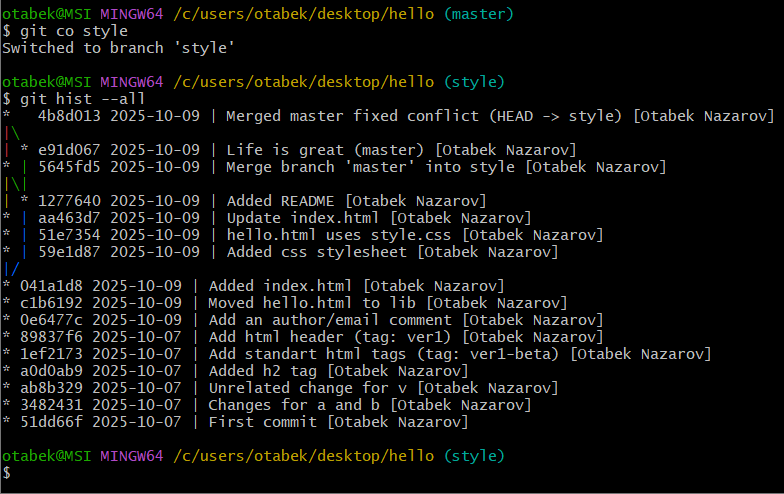 otabek@MSI MINGW64 /c/users/otabek/desktop/hello (master)
$ git co style
Switched to branch 'style'

otabek@MSI MINGW64 /c/users/otabek/desktop/hello (style)
$ git hist --all
*   4b8d013 2025-10-09 | Merged master fixed conflict (HEAD -> style) [Otabek Nazarov]
|\
| * e91d067 2025-10-09 | Life is great (master) [Otabek Nazarov]
* | 5645fd5 2025-10-09 | Merge branch 'master' into style [Otabek Nazarov]
|\|
| * 1277640 2025-10-09 | Added README [Otabek Nazarov]
* | aa463d7 2025-10-09 | Update index.html [Otabek Nazarov]
* | 51e7354 2025-10-09 | hello.html uses style.css [Otabek Nazarov]
* | 59e1d87 2025-10-09 | Added css stylesheet [Otabek Nazarov]
|/
* 041a1d8 2025-10-09 | Added index.html [Otabek Nazarov]
* c1b6192 2025-10-09 | Moved hello.html to lib [Otabek Nazarov]
* 0e6477c 2025-10-09 | Add an author/email comment [Otabek Nazarov]
* 89837f6 2025-10-07 | Add html header (tag: ver1) [Otabek Nazarov]
* 1ef2173 2025-10-07 | Add standart html tags (tag: ver1-beta) [Otabek Nazarov]
* a0d0ab9 2025-10-07 | Added h2 tag [Otabek Nazarov]
* ab8b329 2025-10-07 | Unrelated change for v [Otabek Nazarov]
* 3482431 2025-10-07 | Changes for a and b [Otabek Nazarov]
* 51dd66f 2025-10-07 | First commit [Otabek Nazarov]

otabek@MSI MINGW64 /c/users/otabek/desktop/hello (style)
$